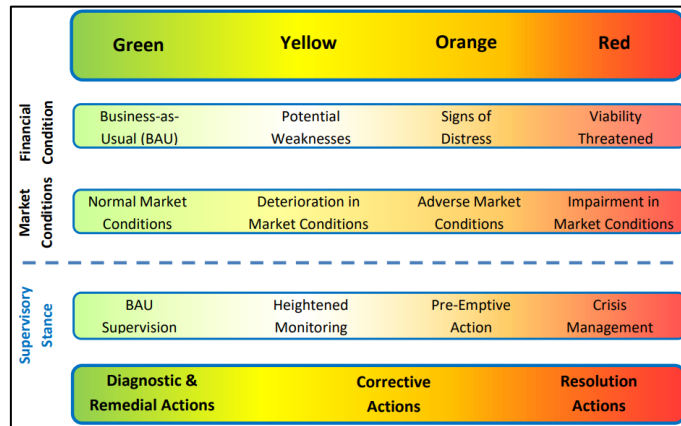 Green Yellow Orange Red
Financial
Condition
Business-as-
Usual (BAU)
Potential
Weaknesses
Signs of
Distress
Viability
Threatened
Market
Conditions
Normal Market
Conditions
Deterioration in
Market Conditions
Adverse Market
Conditions
Impairment in
Market Conditions
Supervisory
Stance
BAU
Supervision
Heightened
Monitoring
Pre-Emptive
Action
Crisis
Management
Diagnostic &
Remedial Actions
Corrective
Actions
Resolution
Actions